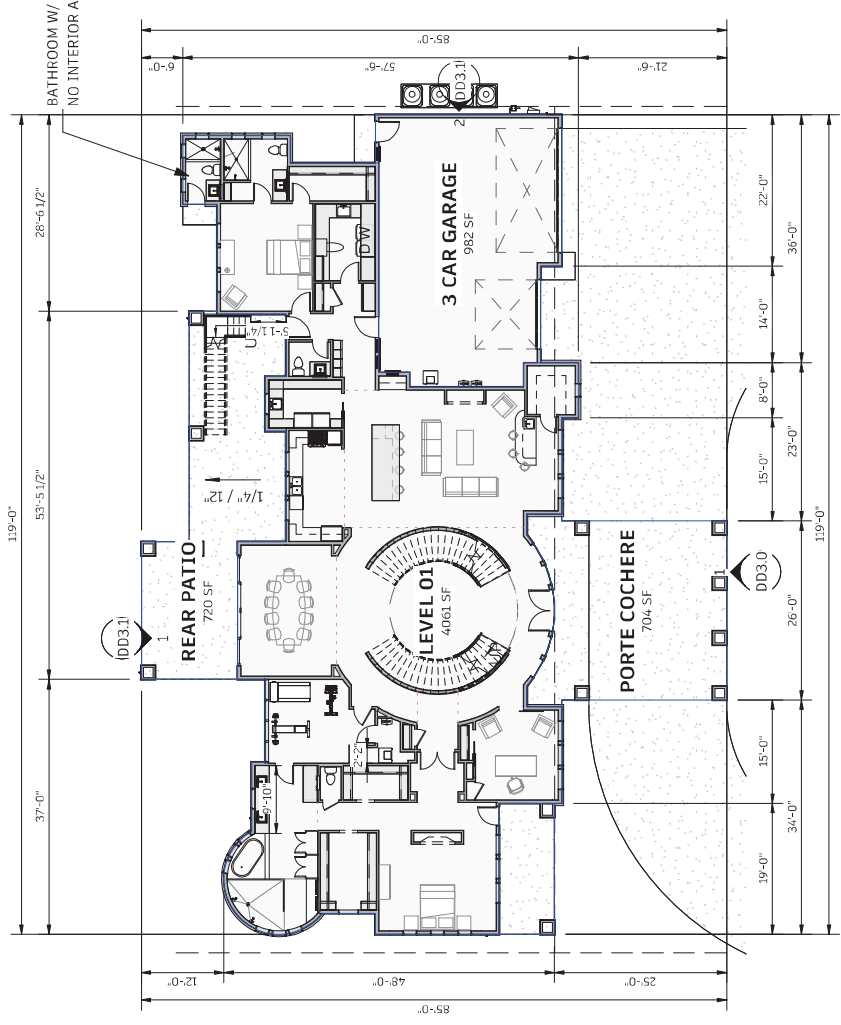 BATHROOM W/
NO INTERIOR A
85'-0"
6'-0"
57'-6"
21'-6"
DD3.1
2
28'-6 1/2"
53'-5 1/2"
37'-0"
119'-0"
3 CAR GARAGE
982 SF
D W
5'-1 1/4"
1/4" / 12"
REAR PATIO
720 SF
DD3.1
1
LEVEL 01
4061 SF
PORTE COCHERE
704 SF
1
DD3.0
2'-2"
9'-10"
22'-0"
14'-0"
8'-0"
15'-0"
26'-0"
15'-0"
19'-0"
36'-0"
23'-0"
34'-0"
119'-0"
12'-0"
48'-0"
25'-0"
85'-0"